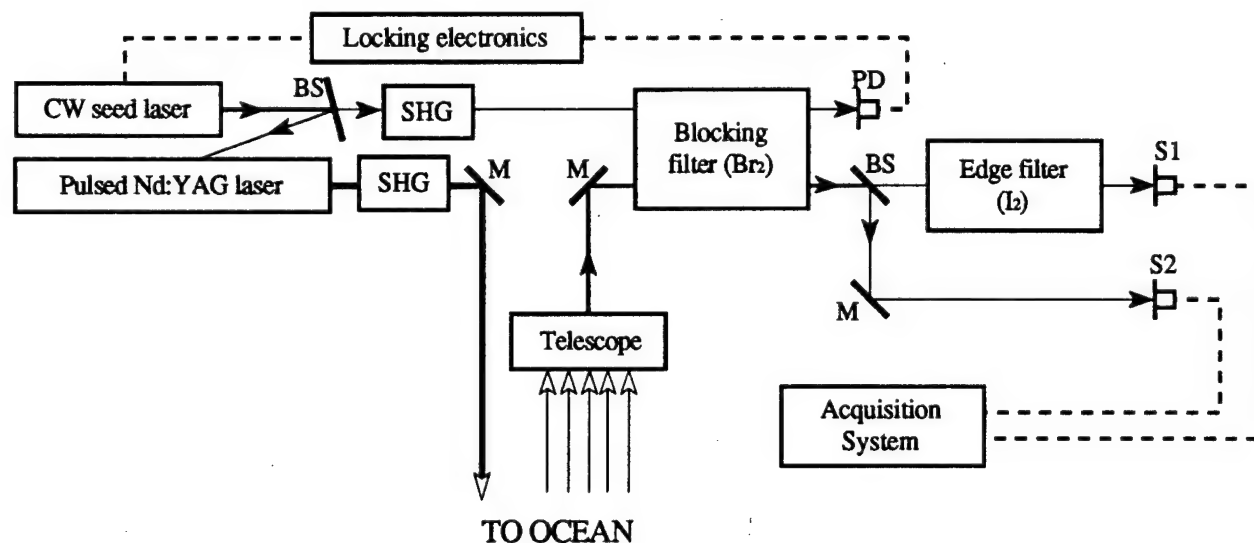 Locking electronics
CW seed laser
BS
SHG
PD
Blocking
filter (Br₂)
Pulsed Nd:YAG laser
SHG
M
M
BS
Edge filter
(I₂)
S1
S2
M
Telescope
Acquisition
System
TO OCEAN